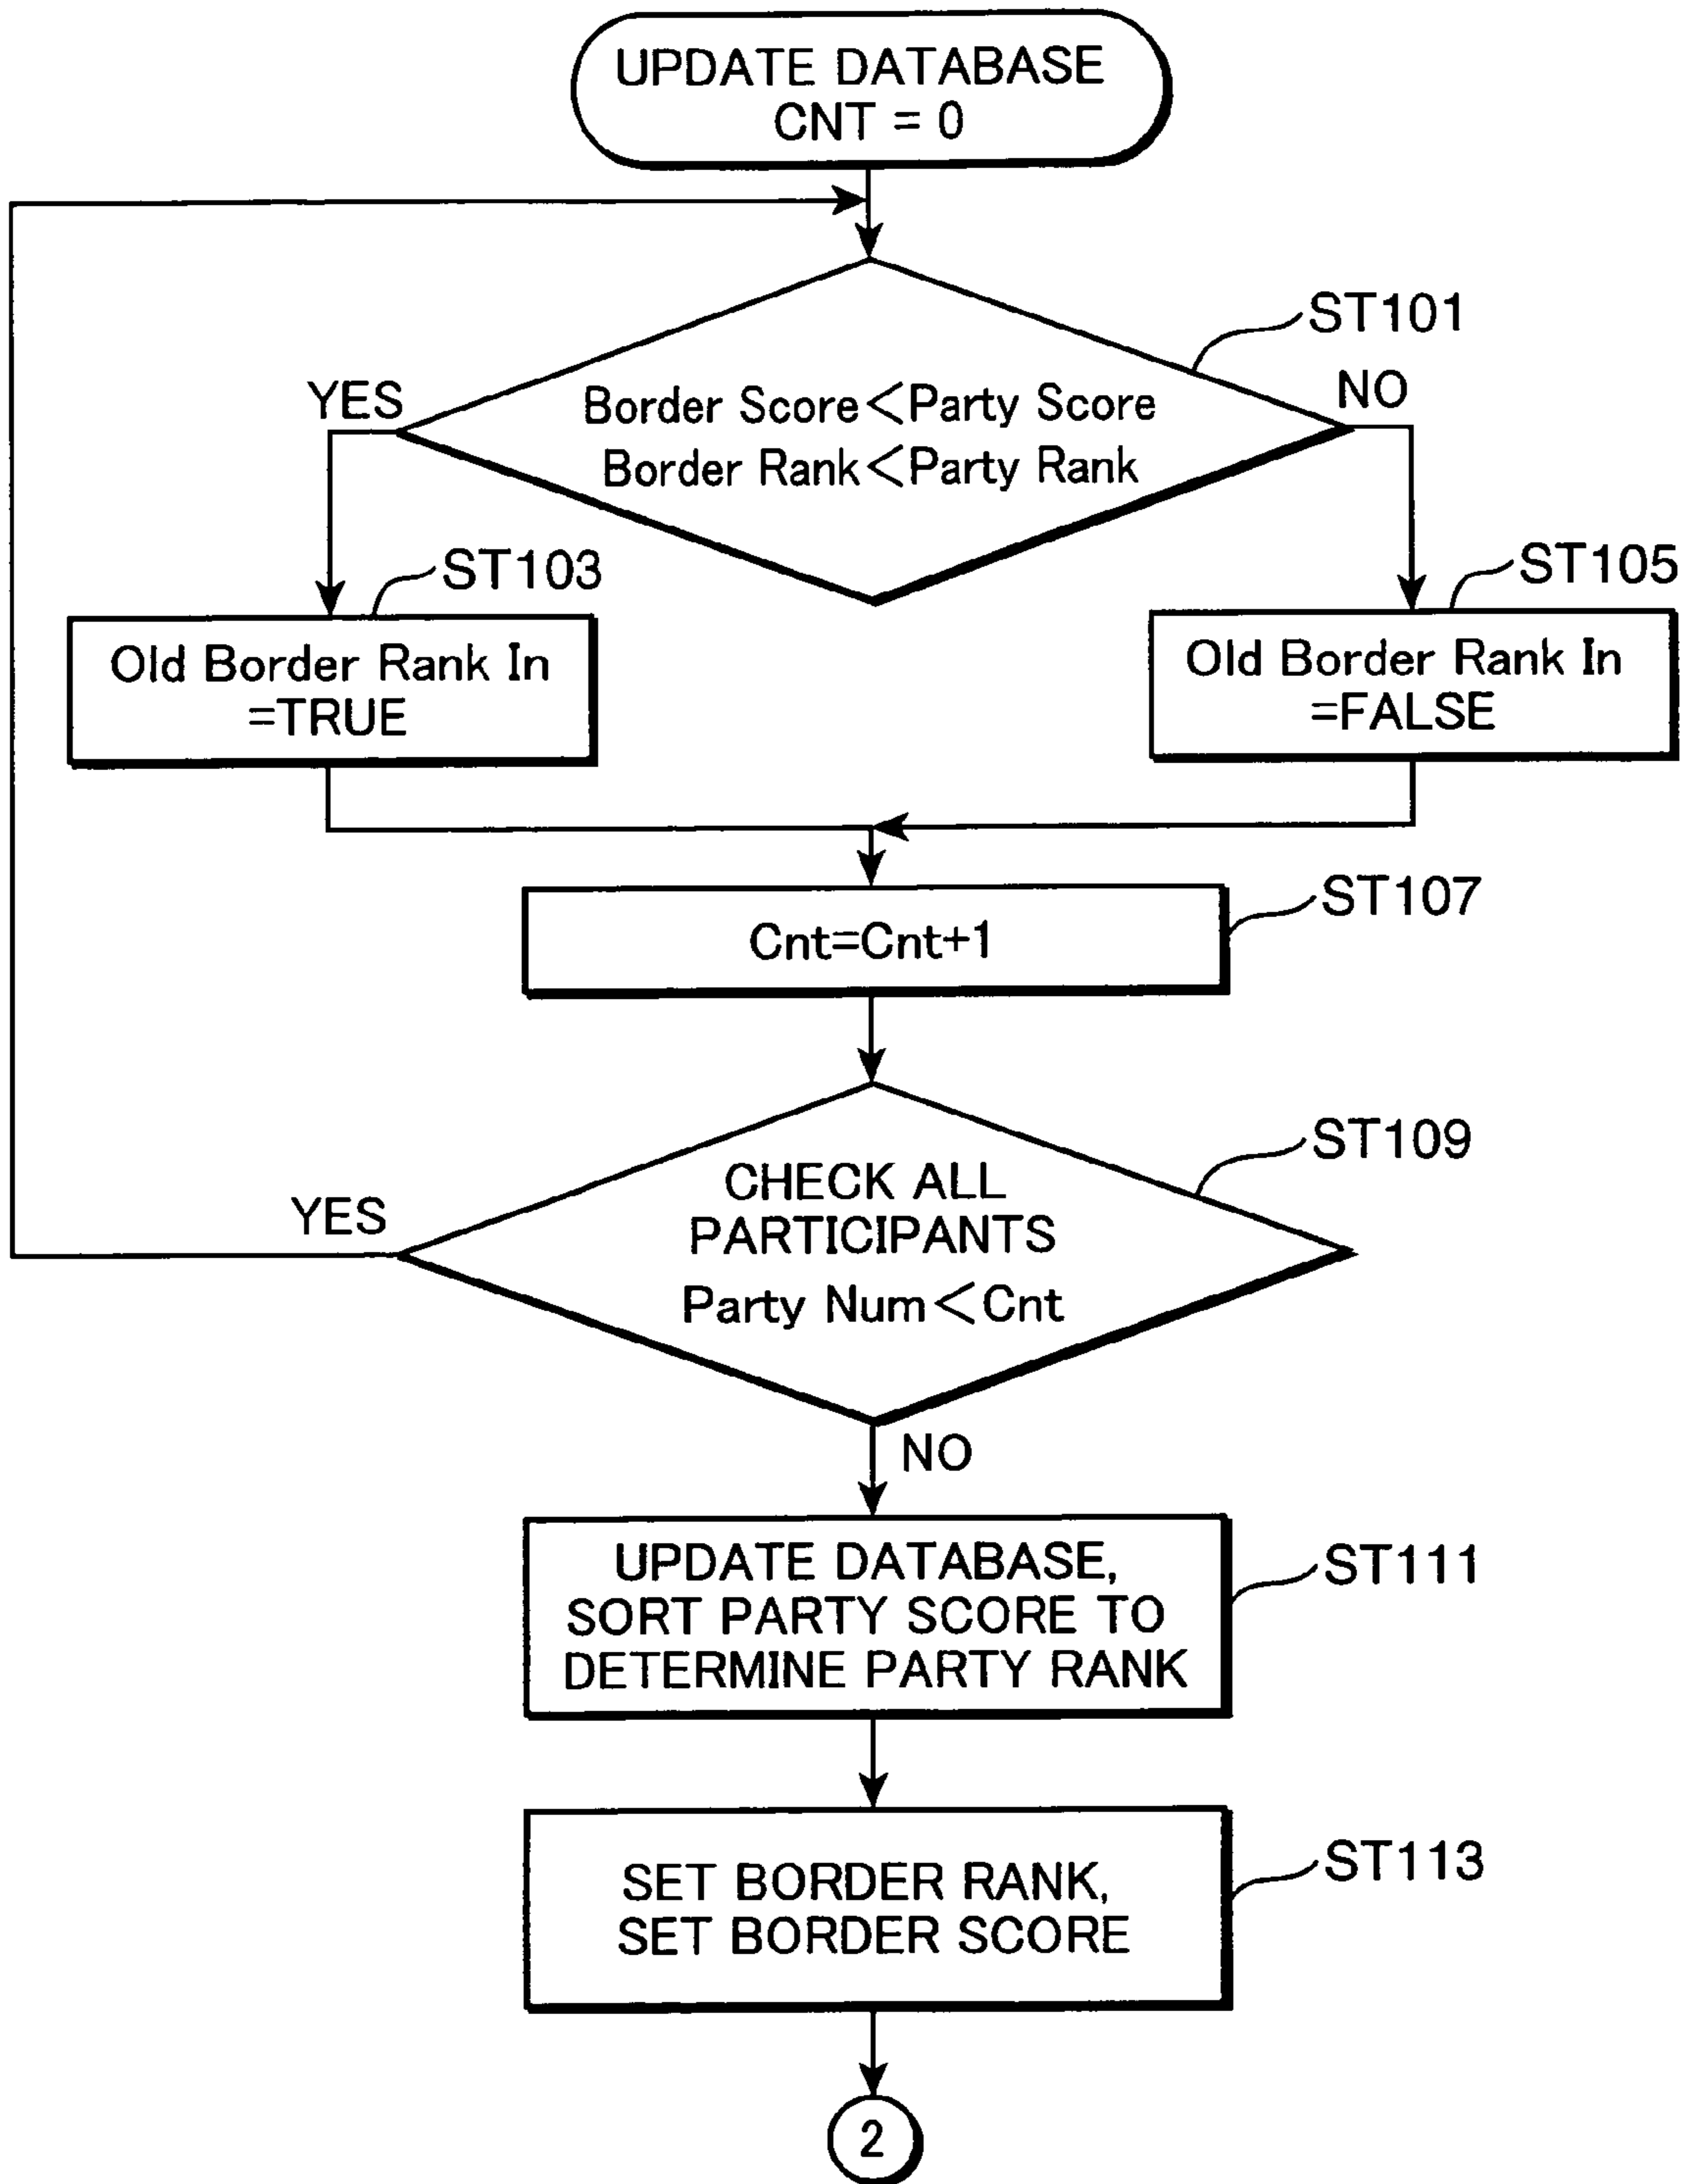 UPDATE DATABASE
CNT = 0
ST101
YES
NO
Border Score<Party Score
Border Rank<Party Rank
ST103
ST105
Old Border Rank In
=TRUE
Old Border Rank In
=FALSE
ST107
Cnt=Cnt+1
ST109
YES
CHECK ALL
PARTICIPANTS
Party Num<Cnt
NO
ST111
UPDATE DATABASE,
SORT PARTY SCORE TO
DETERMINE PARTY RANK
ST113
SET BORDER RANK,
SET BORDER SCORE
2